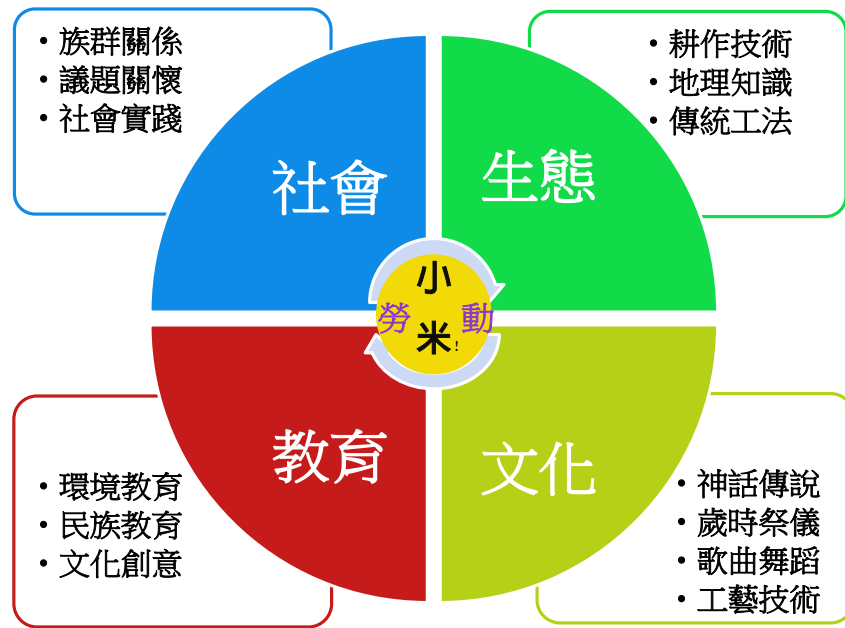 • 族群關係
• 議題關懷
• 社會實踐
• 耕作技術
• 地理知識
• 傳統工法
社會
生態
小
勞動
米!
教育
文化
• 環境教育
• 民族教育
• 文化創意
• 神話傳說
• 歲時祭儀
• 歌曲舞蹈
• 工藝技術